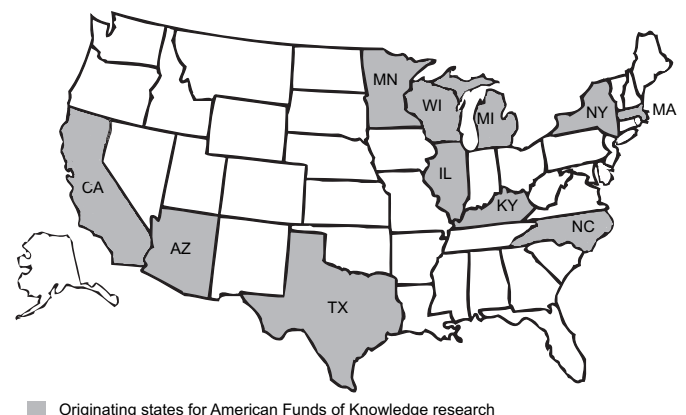 MN
WI
MI
NY
MA
IL
CA
KY
NC
AZ
TX
Originating states for American Funds of Knowledge research